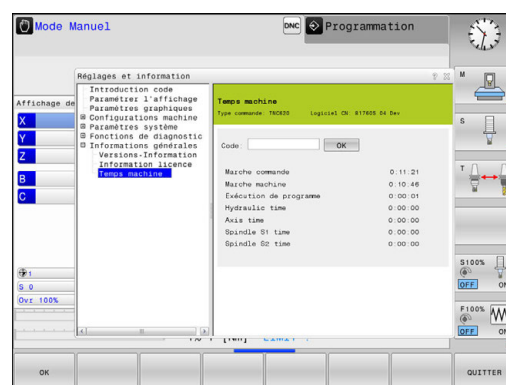 Mode Manuel
DNC
Programmation
Réglages et information
Affichage de
X
Y
Z
B
C
1
S 0
Ovr 100%
Introduction code
Paramétrer l'affichage
Paramètres graphiques
Configurations machine
Paramètres système
Fonctions de diagnostic
Informations générales
Versions-Information
Information licence
Temps machine
Temps machine
Type commande: TNC620 Logiciel CN: 817605 04 Dev
Code:
OK
Marche commande 0:11:21
Marche machine 0:10:46
Exécution de programme 0:00:01
Hydraulic time 0:00:00
Axis time 0:00:00
Spindle S1 time 0:00:00
Spindle S2 time 0:00:00
M
S
T
S100%
OFF ON
F100%
OFF ON
OK
QUITTER